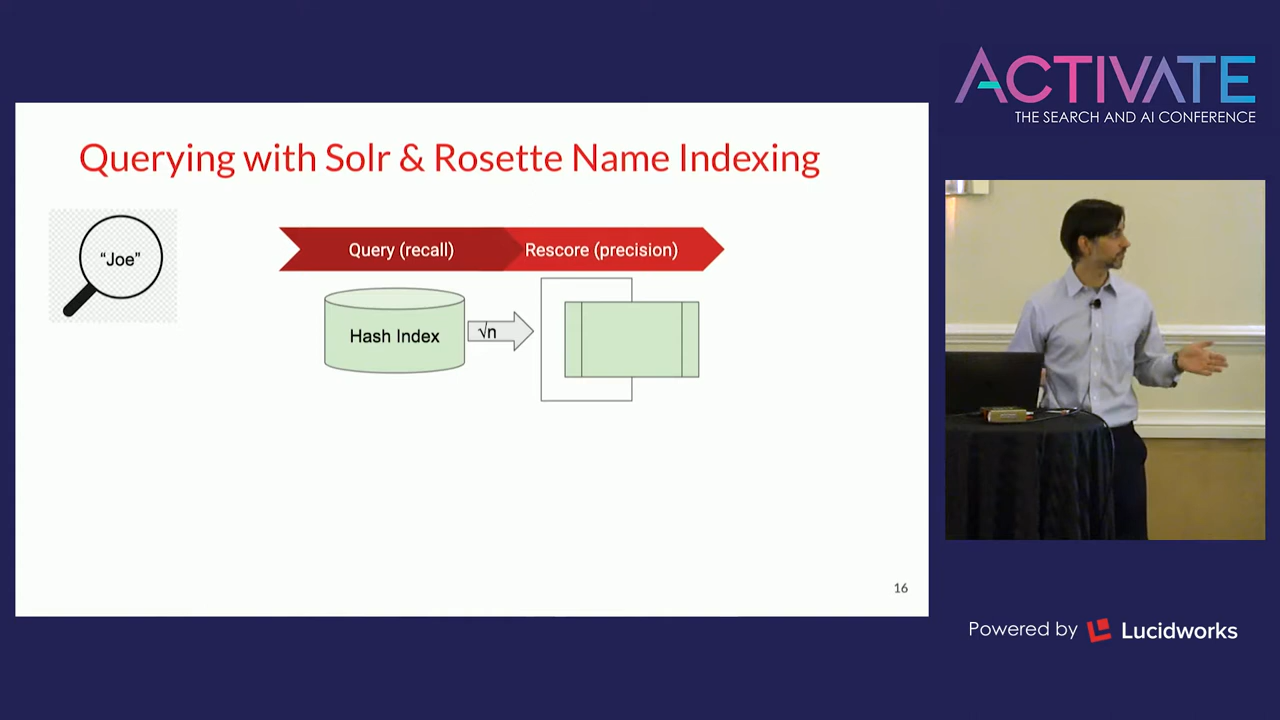 ACTIVATE
THE SEARCH AND AI CONFERENCE
Querying with Solr & Rosette Name Indexing
“Joe”
Query (recall)
Rescore (precision)
Hash Index
√n
16
Powered by Lucidworks